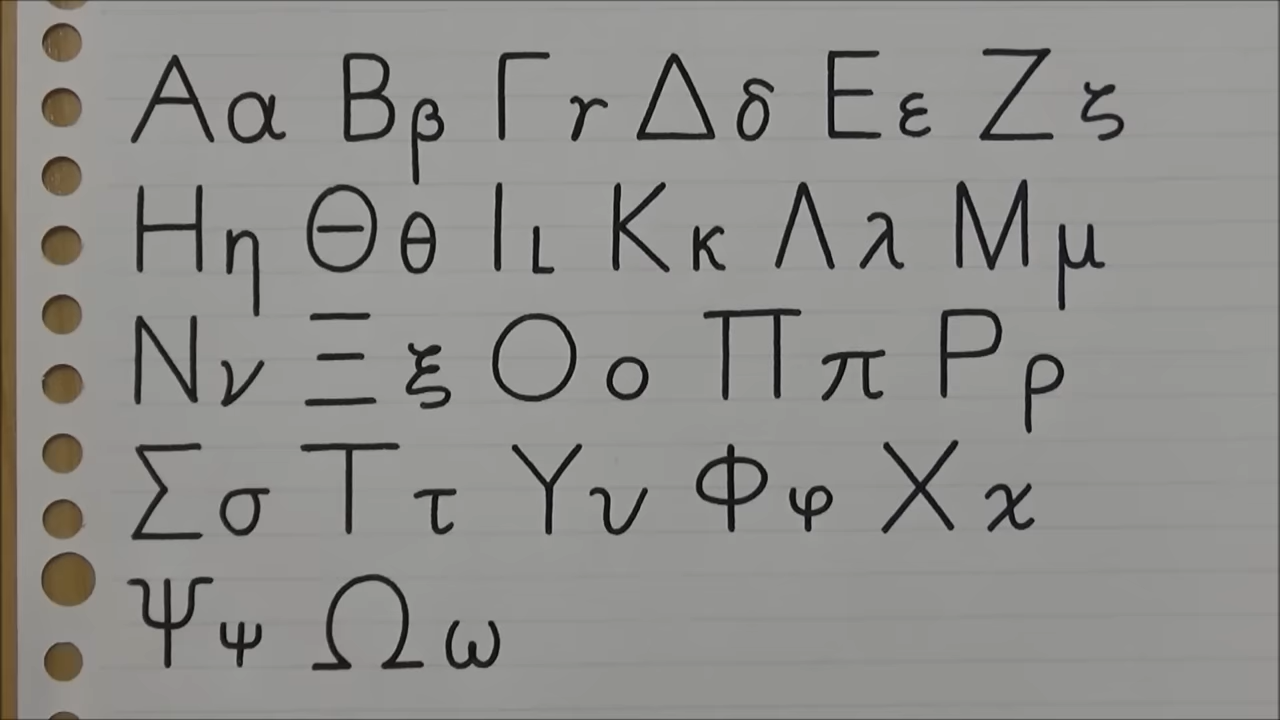 Αα Ββ Γγ Δδ Εε Ζζ
Ηη Θθ Ιι Κκ Λλ Μμ
Νν Ξξ Οο Ππ Ρρ
Σσ Ττ Υυ Φφ Χχ
Ψψ Ωω